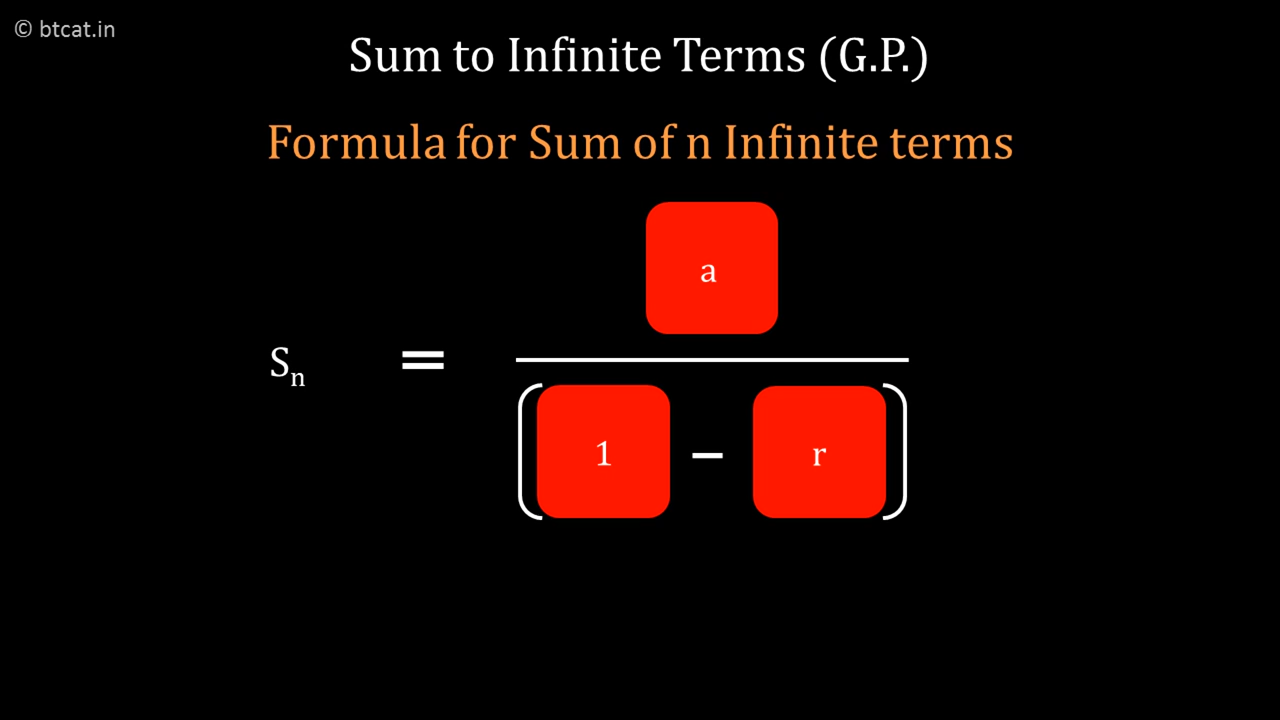 © btcat.in
Sum to Infinite Terms (G.P.)
Formula for Sum of n Infinite terms
a
Sn =
(1 − r)